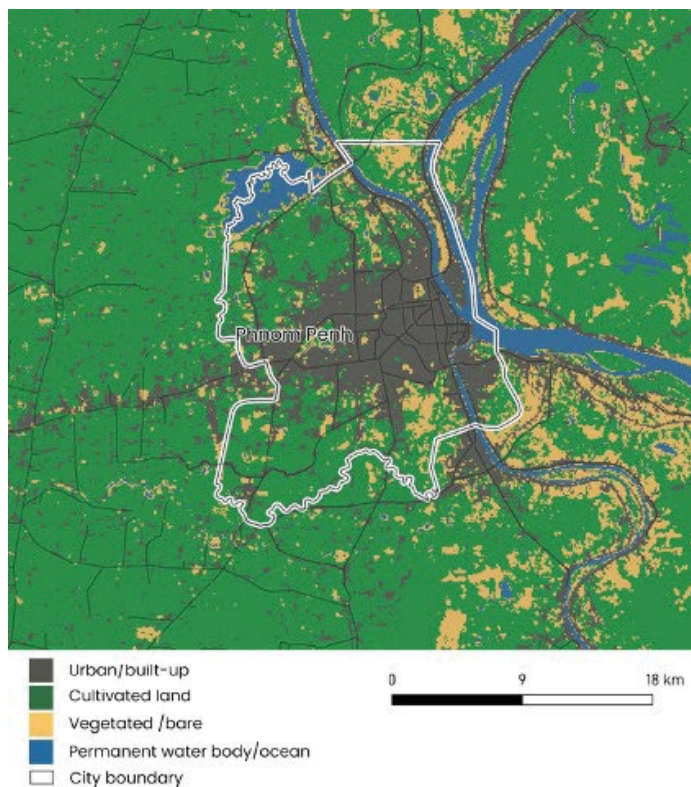 Phnom Penh
Urban/built-up
0 9 18 km
Cultivated land
Vegetated /bare
Permanent water body/ocean
City boundary